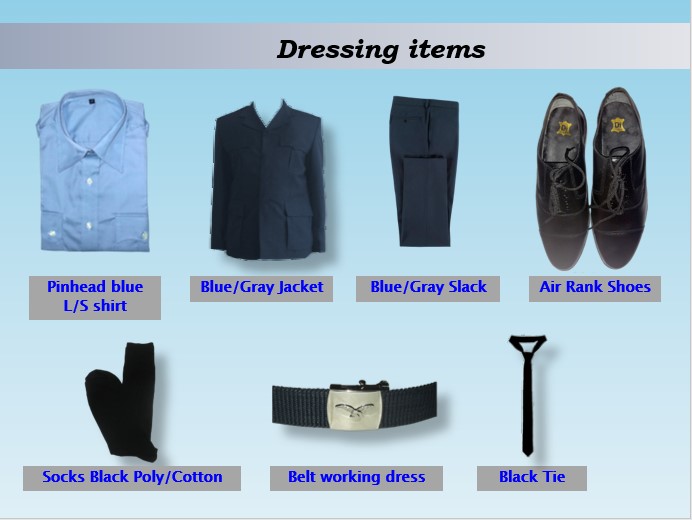 Dressing items
Pinhead blue
L/S shirt
Blue/Gray Jacket
Blue/Gray Slack
Air Rank Shoes
Socks Black Poly/Cotton
Belt working dress
Black Tie